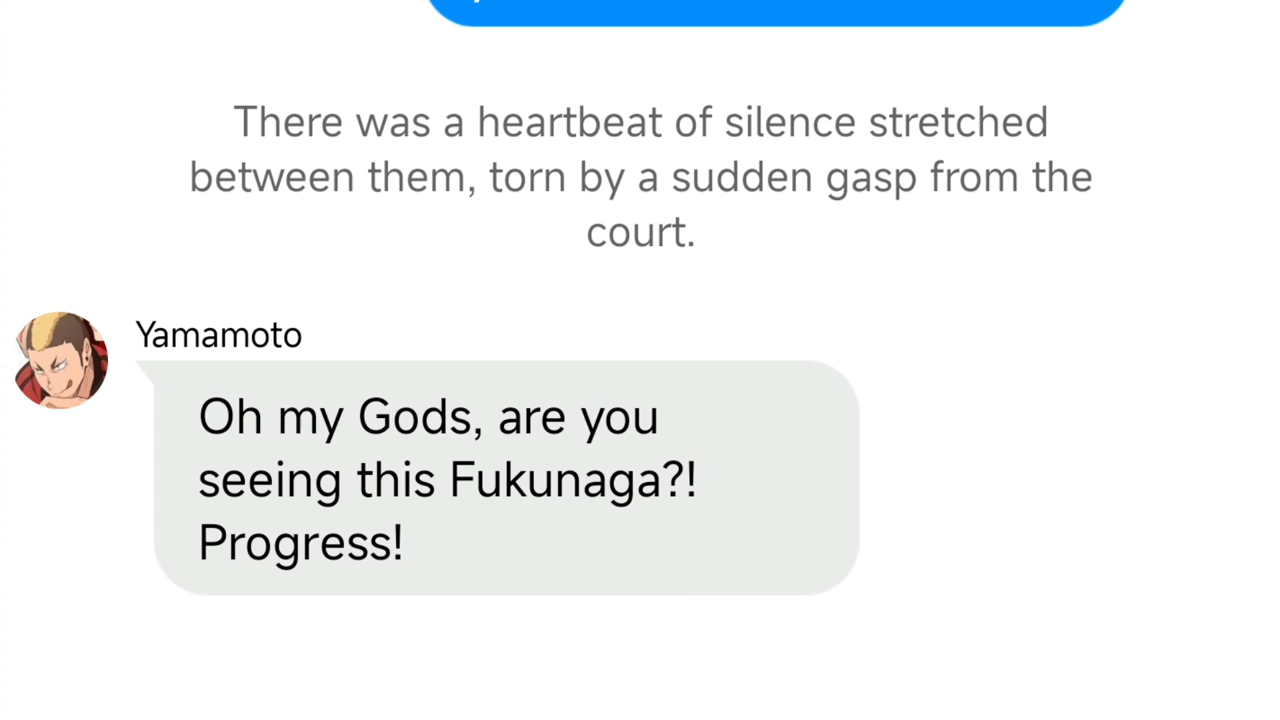 There was a heartbeat of silence stretched
between them, torn by a sudden gasp from the
court.
Yamamoto
Oh my Gods, are you
seeing this Fukunaga?!
Progress!